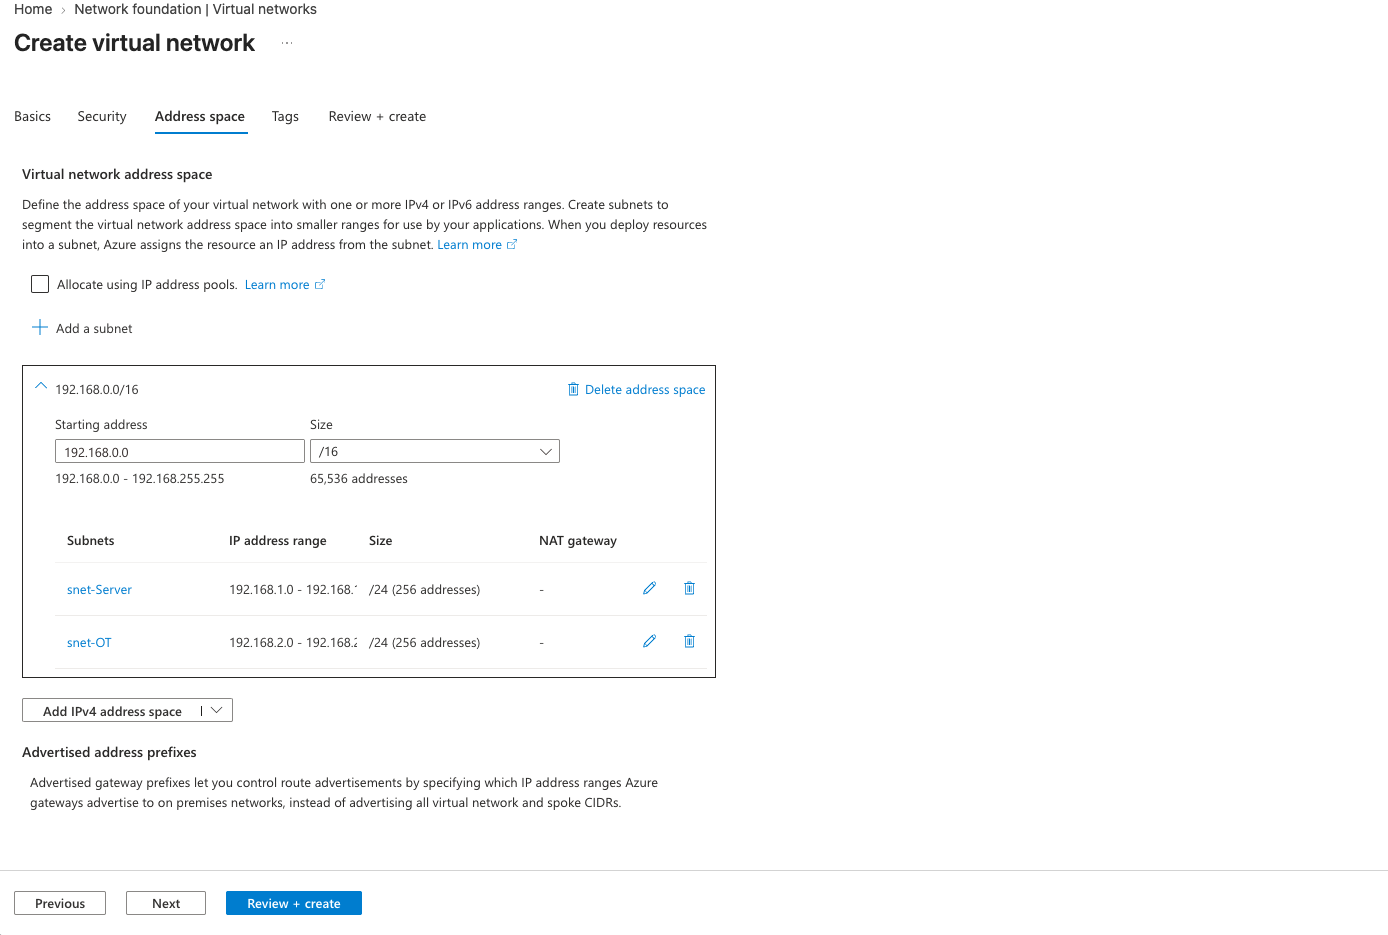 Home > Network foundation | Virtual networks
Create virtual network ...
Basics Security Address space Tags Review + create
Virtual network address space
Define the address space of your virtual network with one or more IPv4 or IPv6 address ranges. Create subnets to
segment the virtual network address space into smaller ranges for use by your applications. When you deploy resources
into a subnet, Azure assigns the resource an IP address from the subnet. Learn more
Allocate using IP address pools. Learn more
Add a subnet
192.168.0.0/16 Delete address space
Starting address Size
192.168.0.0 /16
192.168.0.0 - 192.168.255.255 65,536 addresses
Subnets IP address range Size NAT gateway
snet-Server 192.168.1.0 - 192.168. /24 (256 addresses) -
snet-OT 192.168.2.0 - 192.168. /24 (256 addresses) -
Add IPv4 address space |
Advertised address prefixes
Advertised gateway prefixes let you control route advertisements by specifying which IP address ranges Azure
gateways advertise to on premises networks, instead of advertising all virtual network and spoke CIDRs.
Previous Next Review + create